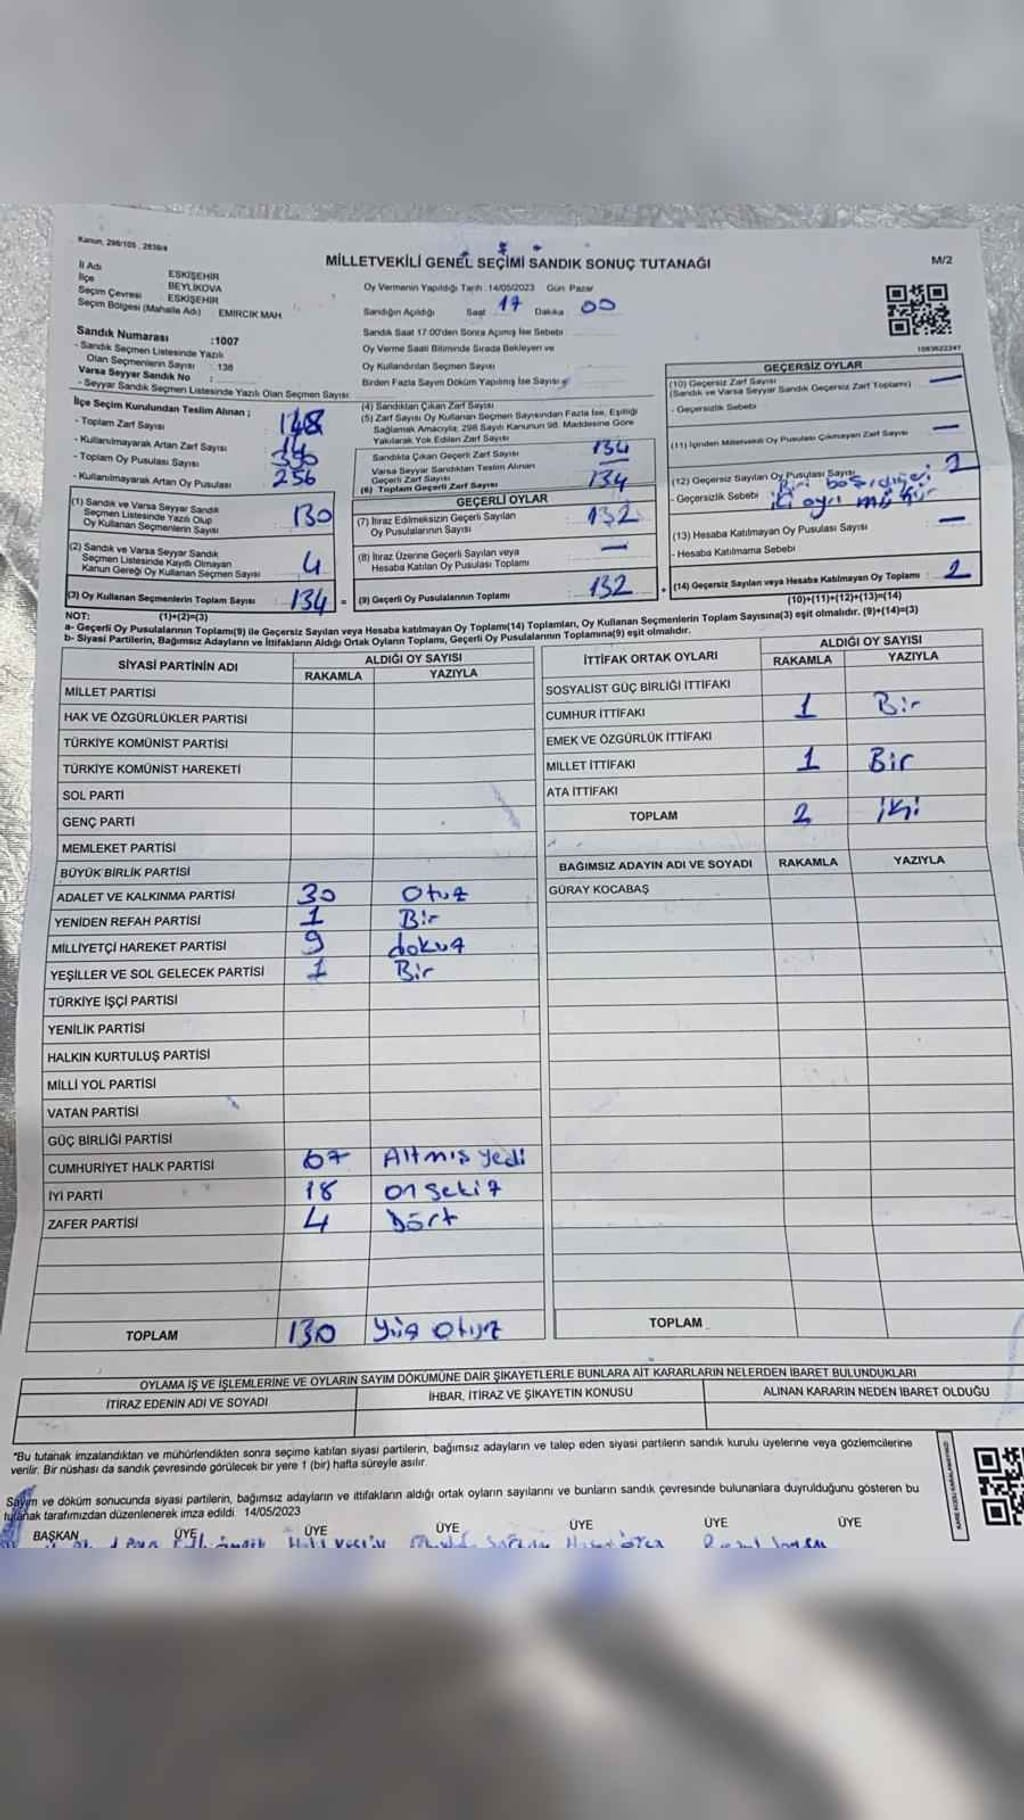 Kanun, 298/105 , 2839/4
MİLLETVEKİLİ GENEL SEÇİMİ SANDIK SONUÇ TUTANAĞI
M/2
İl Adı ESKİŞEHİR
İlçe BEYLİKOVA
Seçim Çevresi ESKİŞEHİR
Seçim Bölgesi (Mahalle Adı) EMİRCİK MAH.
Sandık Numarası :1007
- Sandık Seçmen Listesinde Yazılı
Olan Seçmenlerin Sayısı : 136
Varsa Seyyar Sandık No :
- Seyyar Sandık Seçmen Listesinde Yazılı Olan Seçmen Sayısı:
Oy Vermenin Yapıldığı Tarih : 14/05/2023 Gün Pazar
Sandığın Açıldığı Saat 17 Dakika 00
Sandık Saat 17:00'den Sonra Açımış İse Sebebi
Oy Verme Saati Bitiminde Sırada Bekleyen ve
Oy Kullandırılan Seçmen Sayısı
Birden Fazla Sayım Döküm Yapılmış İse Sayısı
İlçe Seçim Kurulundan Teslim Alınan ;
- Toplam Zarf Sayısı 148
- Kullanılmayarak Artan Zarf Sayısı
- Toplam Oy Pusulası Sayısı
- Kullanılmayarak Artan Oy Pusulası 256
(1) Sandık ve Varsa Seyyar Sandık
Seçmen Listesinde Yazılı Olup
Oy Kullanan Seçmenlerin Sayısı 130
(2) Sandık ve Varsa Seyyar Sandık
Seçmen Listesinde Kayıtlı Olmayan
Kanun Gereği Oy Kullanan Seçmen Sayısı 4
(3) Oy Kullanan Seçmenlerin Toplam Sayısı 134 =
(1)+(2)=(3)
(4) Sandıktan Çıkan Zarf Sayısı
(5) Zarf Sayısı Oy Kullanan Seçmen Sayısından Fazla İse, Eşitliği
Sağlamak Amacıyla; 298 Sayılı Kanunun 98. Maddesine Göre
Yakılarak Yok Edilen Zarf Sayısı
Sandıkta Çıkan Geçerli Zarf Sayısı 134
Varsa Seyyar Sandıktan Teslim Alınan
Geçerli Zarf Sayısı —
(6) Toplam Geçerli Zarf Sayısı 134
GEÇERLİ OYLAR
(7) İtiraz Edilmeksizin Geçerli Sayılan
Oy Pusulalarının Sayısı : 132
(8) İtiraz Üzerine Geçerli Sayılan veya
Hesaba Katılan Oy Pusulası Toplamı —
(9) Geçerli Oy Pusulalarının Toplamı : 132 +
GEÇERSİZ OYLAR
(10) Geçersiz Zarf Sayısı
(Sandık ve Varsa Seyyar Sandık Geçersiz Zarf Toplamı) —
- Geçersizlik Sebebi
(11) İçinden Milletvekili Oy Pusulası Çıkmayan Zarf Sayısı —
(12) Geçersiz Sayılan Oy Pusulası Sayısı 2
- Geçersizlik Sebebi
iki ayrı mühür
(13) Hesaba Katılmayan Oy Pusulası Sayısı —
- Hesaba Katılmama Sebebi
(14) Geçersiz Sayılan veya Hesaba Katılmayan Oy Toplamı : 2
(10)+(11)+(12)+(13)=(14)
NOT:
a- Geçerli Oy Pusulalarının Toplamı(9) ile Geçersiz Sayılan veya Hesaba katılmayan Oy Toplamı(14) Toplamları, Oy Kullanan Seçmenlerin Toplam Sayısına(3) eşit olmalıdır. (9)+(14)=(3)
b- Siyasi Partilerin, Bağımsız Adayların ve İttifakların Aldığı Ortak Oyların Toplamı, Geçerli Oy Pusulalarının Toplamına(9) eşit olmalıdır.
SİYASİ PARTİNİN ADI
ALDIĞI OY SAYISI
RAKAMLA YAZIYLA
MİLLET PARTİSİ
HAK VE ÖZGÜRLÜKLER PARTİSİ
TÜRKİYE KOMÜNİST PARTİSİ
TÜRKİYE KOMÜNİST HAREKETİ
SOL PARTİ
GENÇ PARTİ
MEMLEKET PARTİSİ
BÜYÜK BİRLİK PARTİSİ
ADALET VE KALKINMA PARTİSİ 30 Otuz
YENİDEN REFAH PARTİSİ 1 Bir
MİLLİYETÇİ HAREKET PARTİSİ 9 dokuz
YEŞİLLER VE SOL GELECEK PARTİSİ 1 Bir
TÜRKİYE İŞÇİ PARTİSİ
YENİLİK PARTİSİ
HALKIN KURTULUŞ PARTİSİ
MİLLİ YOL PARTİSİ
VATAN PARTİSİ
GÜÇ BİRLİĞİ PARTİSİ
CUMHURİYET HALK PARTİSİ 67 Altmış yedi
İYİ PARTİ 18 on sekiz
ZAFER PARTİSİ 4 Dört
TOPLAM 130 Yüz Otuz
İTTİFAK ORTAK OYLARI
ALDIĞI OY SAYISI
RAKAMLA YAZIYLA
SOSYALİST GÜÇ BİRLİĞİ İTTİFAKI
CUMHUR İTTİFAKI 1 Bir
EMEK VE ÖZGÜRLÜK İTTİFAKI
MİLLET İTTİFAKI 1 Bir
ATA İTTİFAKI
TOPLAM 2 iki
BAĞIMSIZ ADAYIN ADI VE SOYADI RAKAMLA YAZIYLA
GÜRAY KOCABAŞ
TOPLAM
OYLAMA İŞ VE İŞLEMLERİNE VE OYLARIN SAYIM DÖKÜMÜNE DAİR ŞİKAYETLERLE BUNLARA AİT KARARLARIN NELERDEN İBARET BULUNDUKLARI
İTİRAZ EDENİN ADI VE SOYADI İHBAR, İTİRAZ VE ŞİKAYETİN KONUSU ALINAN KARARIN NEDEN İBARET OLDUĞU
"Bu tutanak imzalandıktan ve mühürlendikten sonra seçime katılan siyasi partilerin, bağımsız adayların ve talep eden siyasi partilerin sandık kurulu üyelerine veya gözlemcilerine
verilir. Bir nüshası da sandık çevresinde görülecek bir yere 1 (bir) hafta süreyle asılır.
Sayım ve döküm sonucunda siyasi partilerin, bağımsız adayların ve ittifakların aldığı ortak oyların sayılarını ve bunların sandık çevresinde bulunanlara duyrulduğunu gösteren bu
tutanak tarafımızdan düzenlenerek imza edildi. 14/05/2023
BAŞKAN ÜYE ÜYE ÜYE ÜYE ÜYE ÜYE